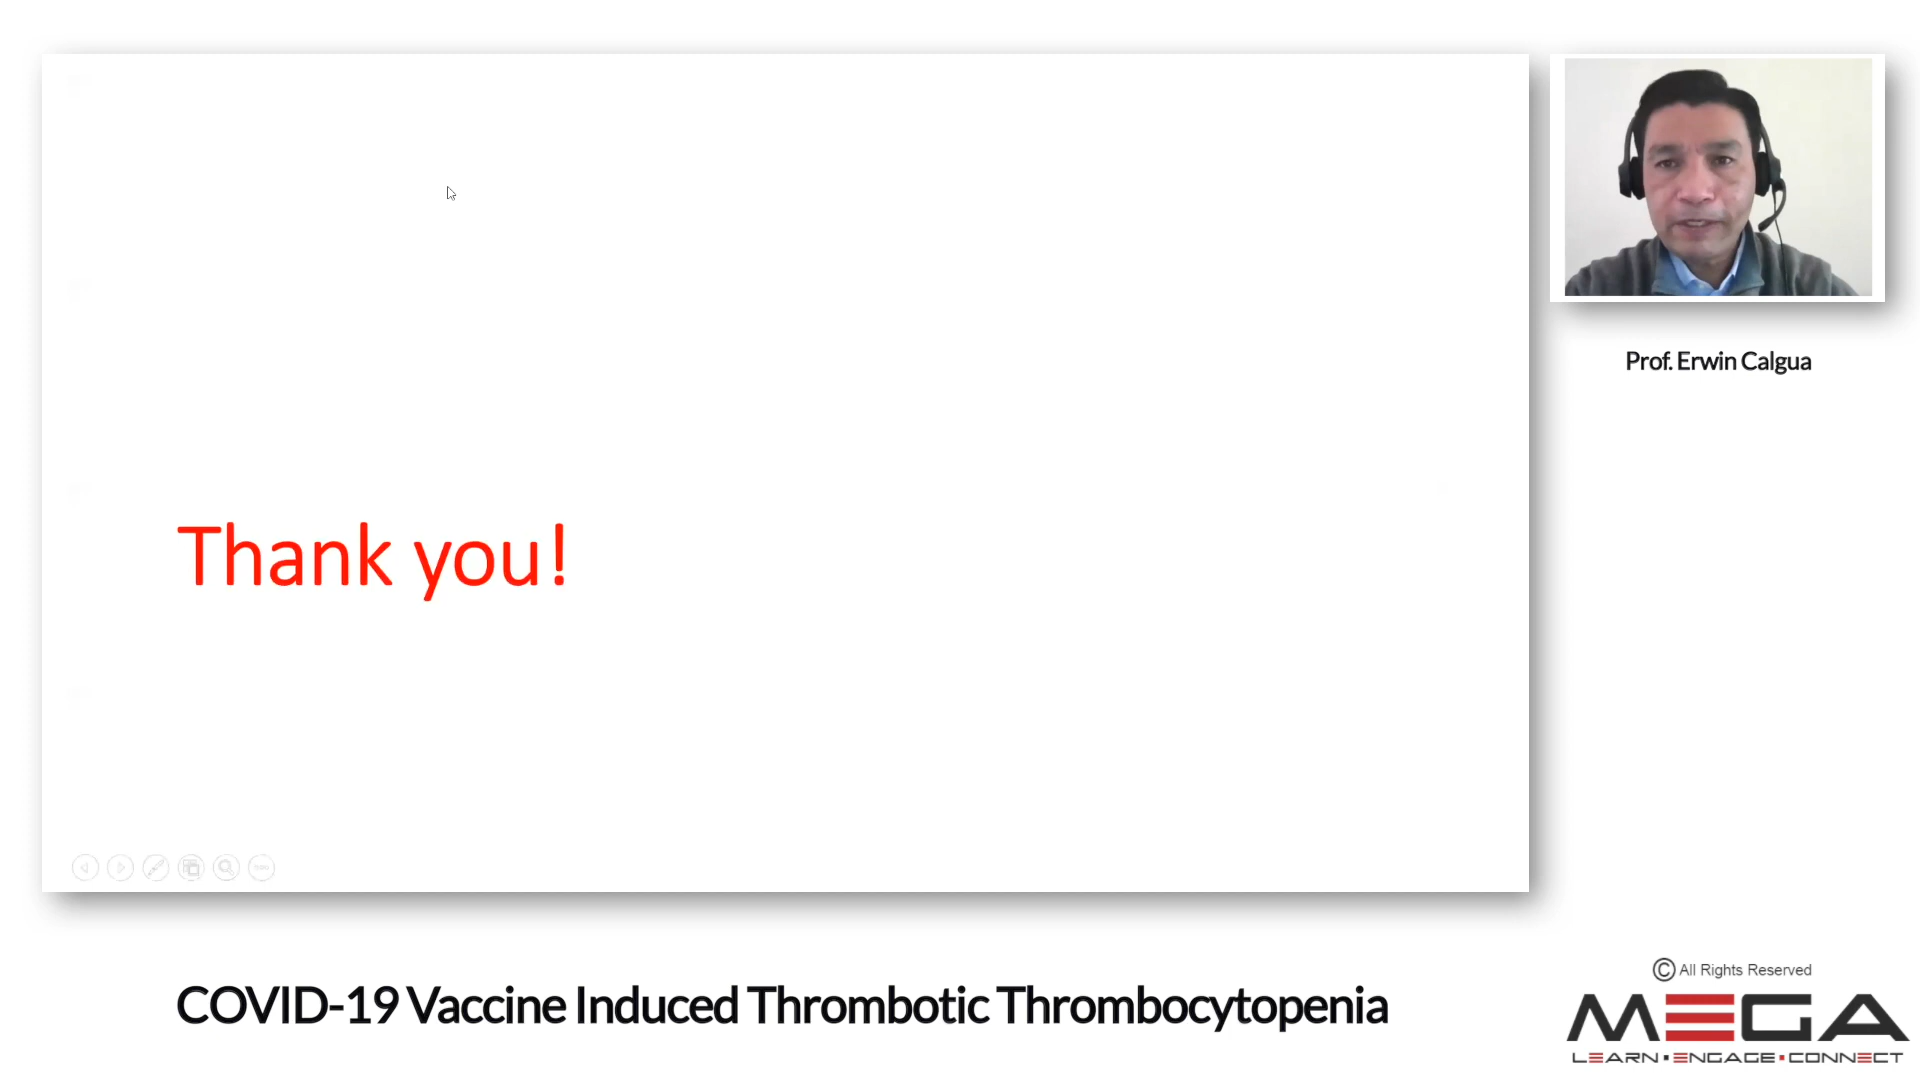 Prof. Erwin Calgua
Thank you!
COVID-19 Vaccine Induced Thrombotic Thrombocytopenia
© All Rights Reserved
MEGA
LEARN▪ENGAGE▪CONNECT